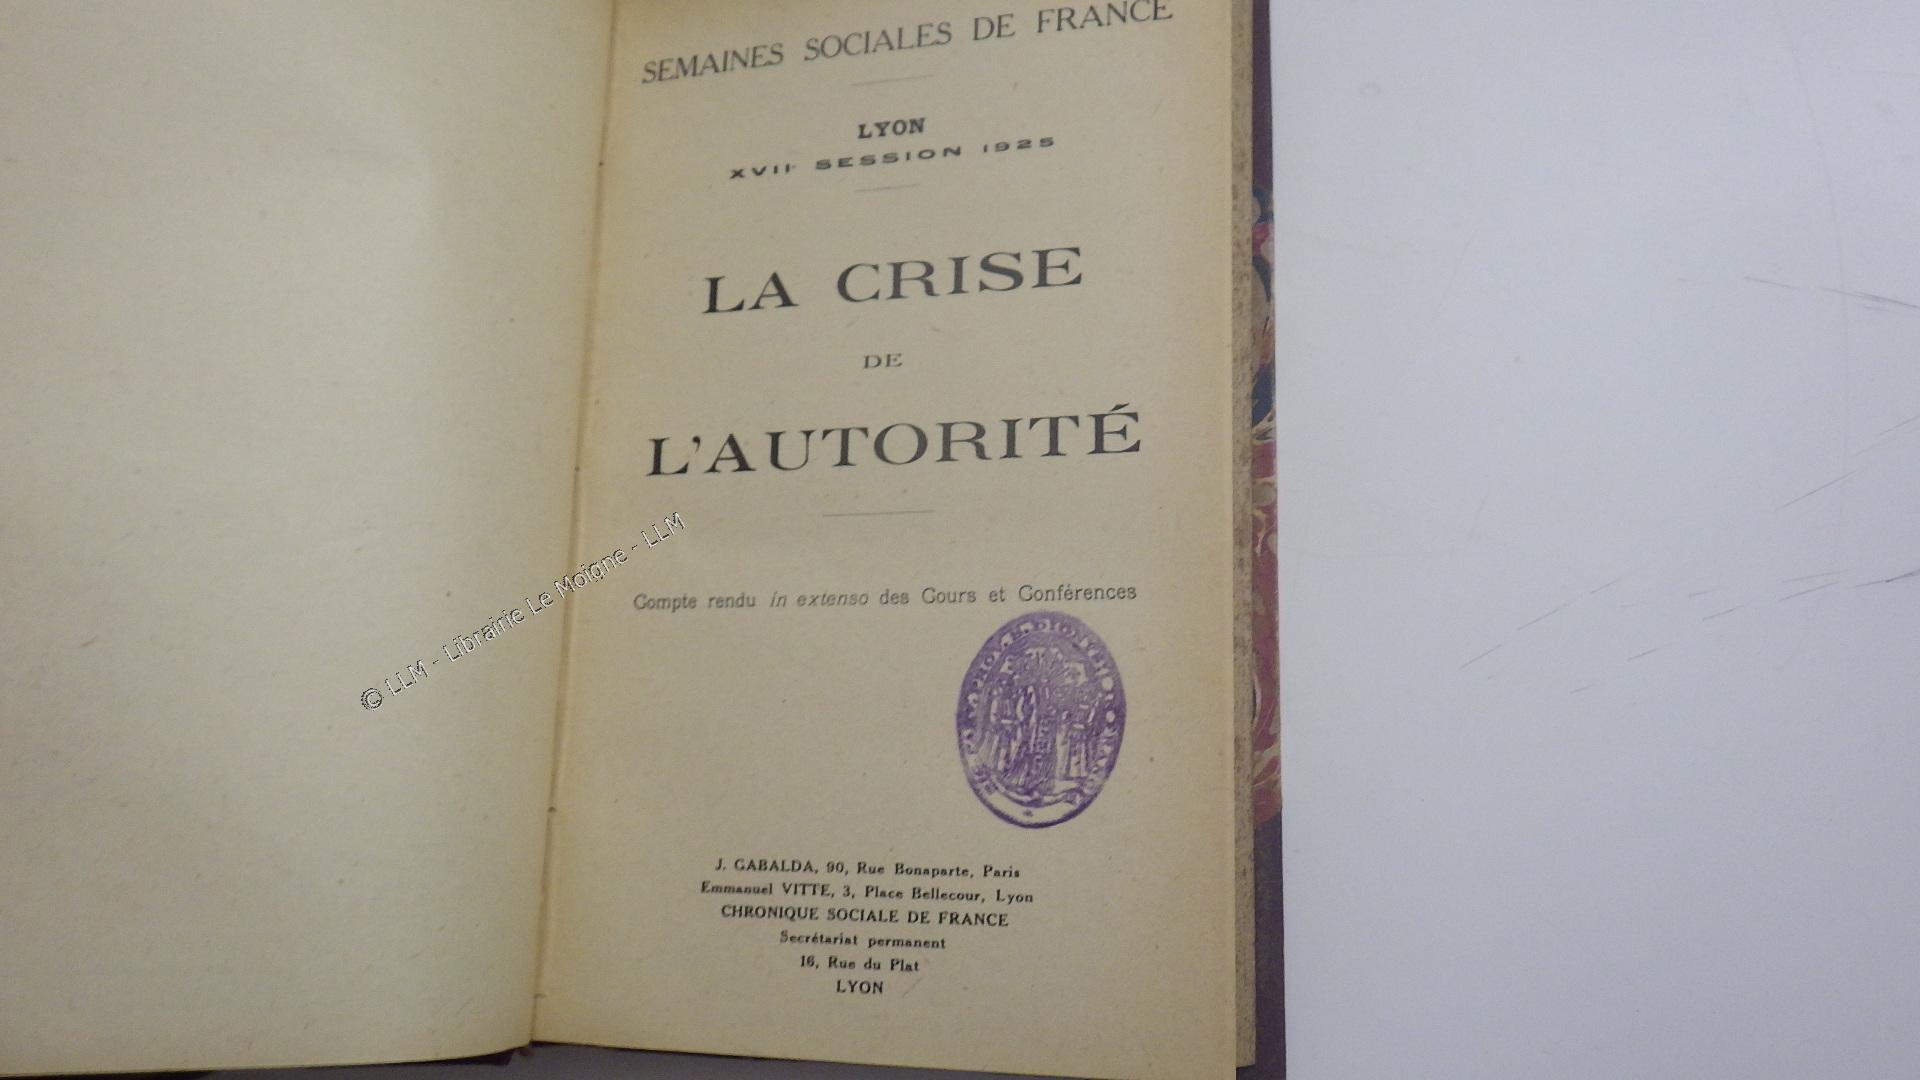 SEMAINES SOCIALES DE FRANCE
LYON
XVIIe SESSION 1925
LA CRISE
DE
L'AUTORITÉ
Compte rendu in extenso des Cours et Conférences
© LLM - Librairie Le Moigne - LLM
J. GABALDA, 90, Rue Bonaparte, Paris
Emmanuel VITTE, 3, Place Bellecour, Lyon
CHRONIQUE SOCIALE DE FRANCE
Secrétariat permanent
16, Rue du Plat
LYON